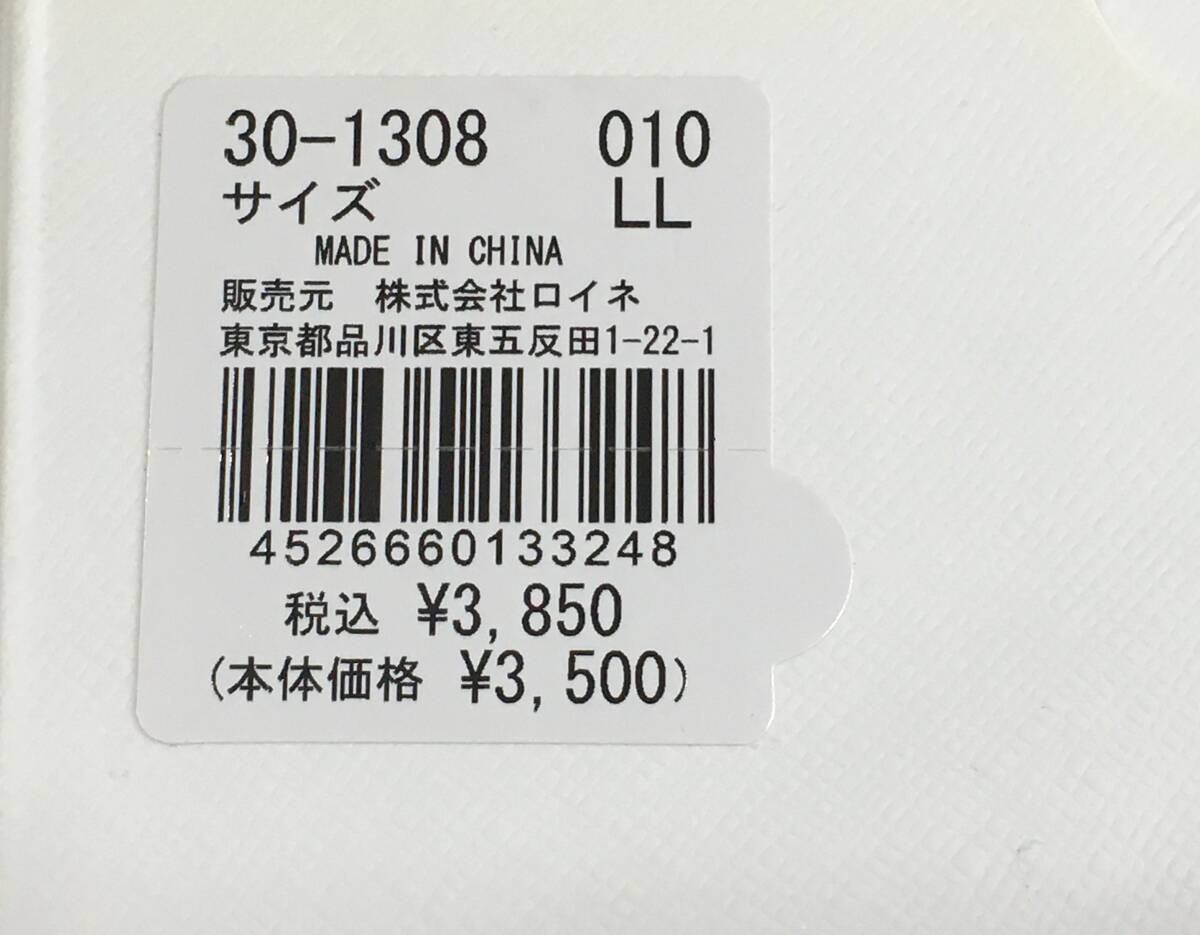 30-1308 010
サイズ LL
MADE IN CHINA
販売元 株式会社ロイネ
東京都品川区東五反田1-22-1
4526660133248
税込 ¥3,850
(本体価格 ¥3,500)